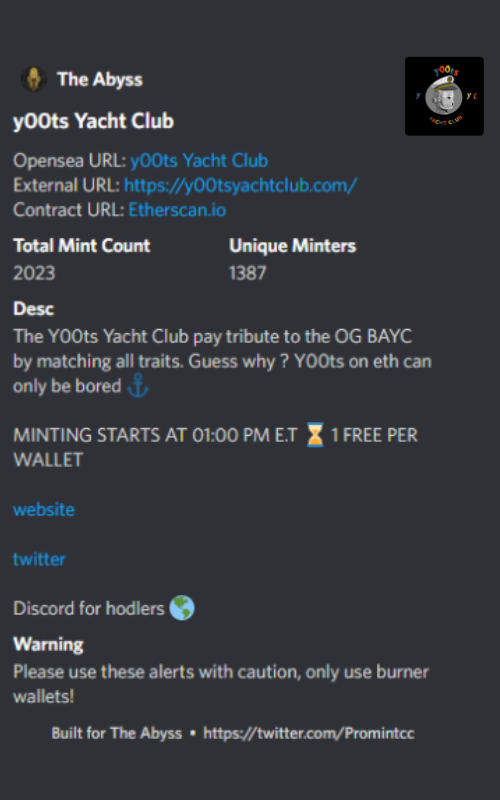 The Abyss
y00ts
y
y c
YACHT CLUB
y00ts Yacht Club
Opensea URL: y00ts Yacht Club
External URL: https://y00tsyachtclub.com/
Contract URL: Etherscan.io
Total Mint Count Unique Minters
2023 1387
Desc
The Y00ts Yacht Club pay tribute to the OG BAYC
by matching all traits. Guess why ? Y00ts on eth can
only be bored ⚓
MINTING STARTS AT 01:00 PM E.T ⏳ 1 FREE PER
WALLET
website
twitter
Discord for hodlers 🌎
Warning
Please use these alerts with caution, only use burner
wallets!
Built for The Abyss • https://twitter.com/Promintcc